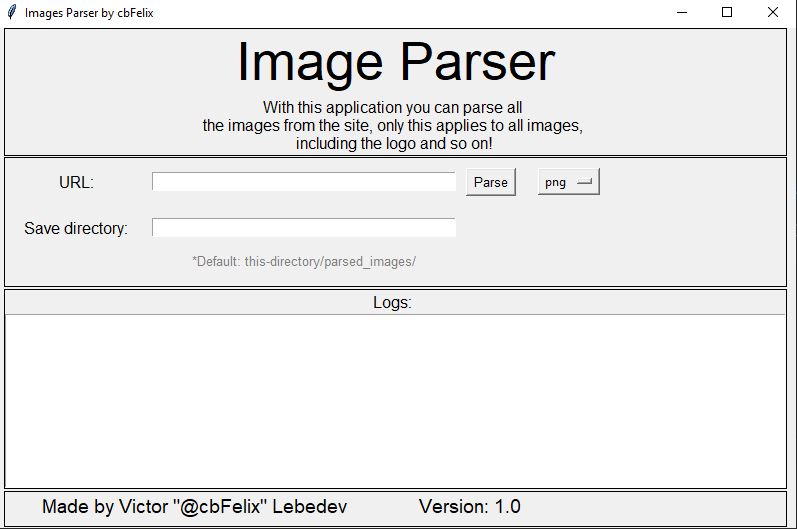 Images Parser by cbFelix
Image Parser
With this application you can parse all
the images from the site, only this applies to all images,
including the logo and so on!
URL: Parse png
Save directory:
*Default: this-directory/parsed_images/
Logs:
Made by Victor "@cbFelix" Lebedev Version: 1.0